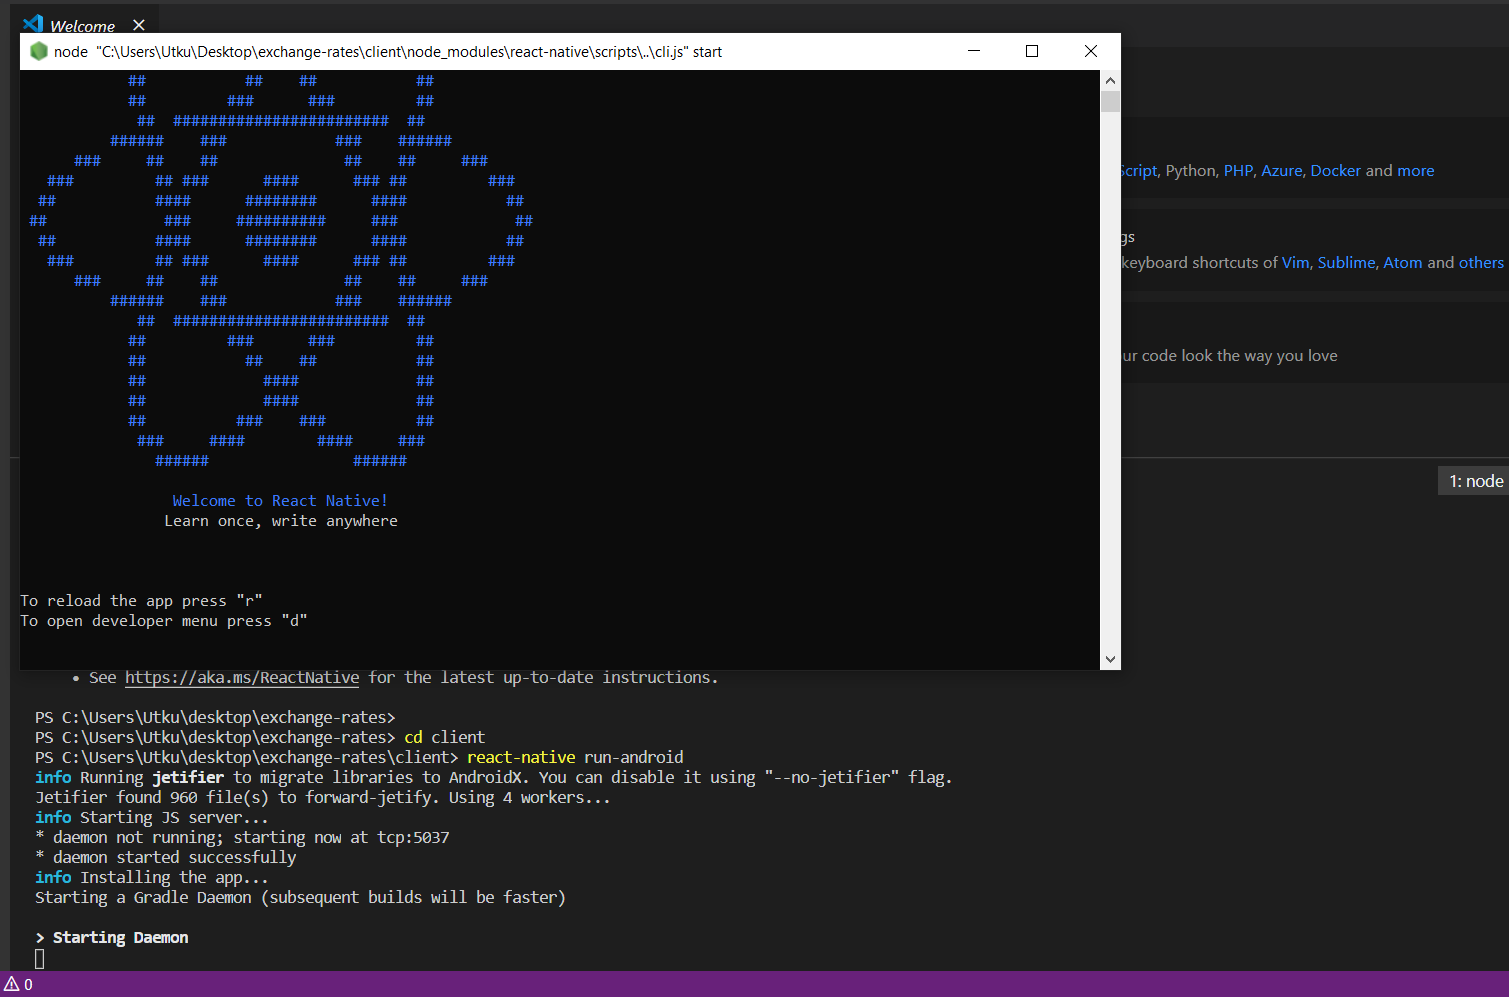 Welcome
node "C:\Users\Utku\Desktop\exchange-rates\client\node_modules\react-native\scripts\..\cli.js" start
##           ##    ##           ##
##         ###      ###         ##
##  ########################  ##
######    ###            ###    ######
###     ##    ##              ##    ##     ###
###         ## ###      ####      ### ##         ###
##           ####      ########      ####           ##
##             ###     ##########     ###             ##
##           ####      ########      ####           ##
###         ## ###      ####      ### ##         ###
###     ##    ##              ##    ##     ###
######    ###            ###    ######
##  ########################  ##
##         ###      ###         ##
##           ##    ##           ##
##             ####             ##
##             ####             ##
##          ###    ###          ##
###     ####        ####     ###
######                ######
Welcome to React Native!
Learn once, write anywhere
To reload the app press "r"
To open developer menu press "d"
Script, Python, PHP, Azure, Docker and more
gs
keyboard shortcuts of Vim, Sublime, Atom and others
ur code look the way you love
1: node
• See https://aka.ms/ReactNative for the latest up-to-date instructions.
PS C:\Users\Utku\desktop\exchange-rates>
PS C:\Users\Utku\desktop\exchange-rates> cd client
PS C:\Users\Utku\desktop\exchange-rates\client> react-native run-android
info Running jetifier to migrate libraries to AndroidX. You can disable it using "--no-jetifier" flag.
Jetifier found 960 file(s) to forward-jetify. Using 4 workers...
info Starting JS server...
* daemon not running; starting now at tcp:5037
* daemon started successfully
info Installing the app...
Starting a Gradle Daemon (subsequent builds will be faster)
> Starting Daemon
0